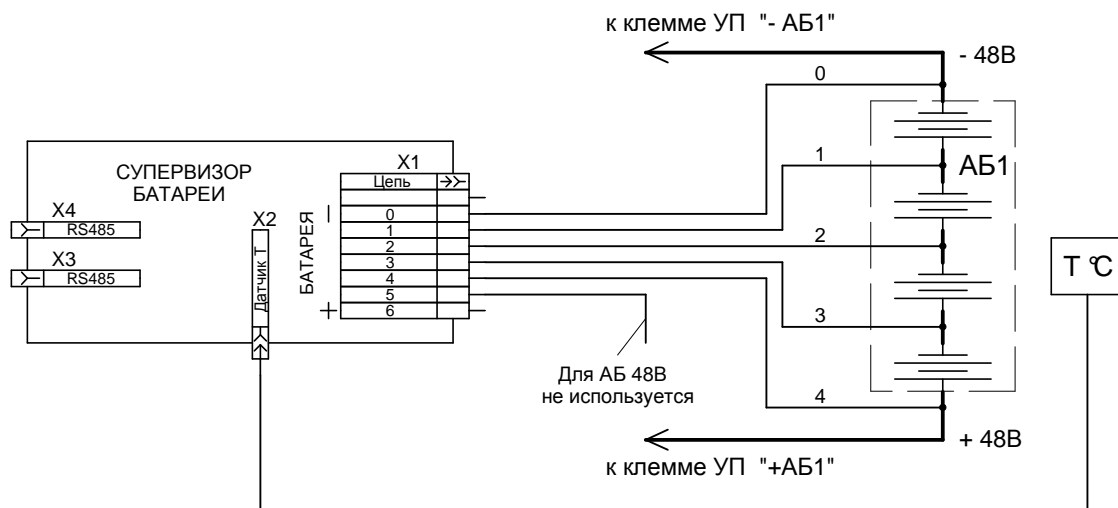 к клемме УП "- АБ1"
- 48В
0
СУПЕРВИЗОР
БАТАРЕИ
X4
RS485
X3
RS485
X2
Датчик Т
БАТАРЕЯ
X1
Цепь
0
1
2
3
4
5
6
1
АБ1
2
3
4
Т °C
Для АБ 48В
не используется
+ 48В
к клемме УП "+АБ1"